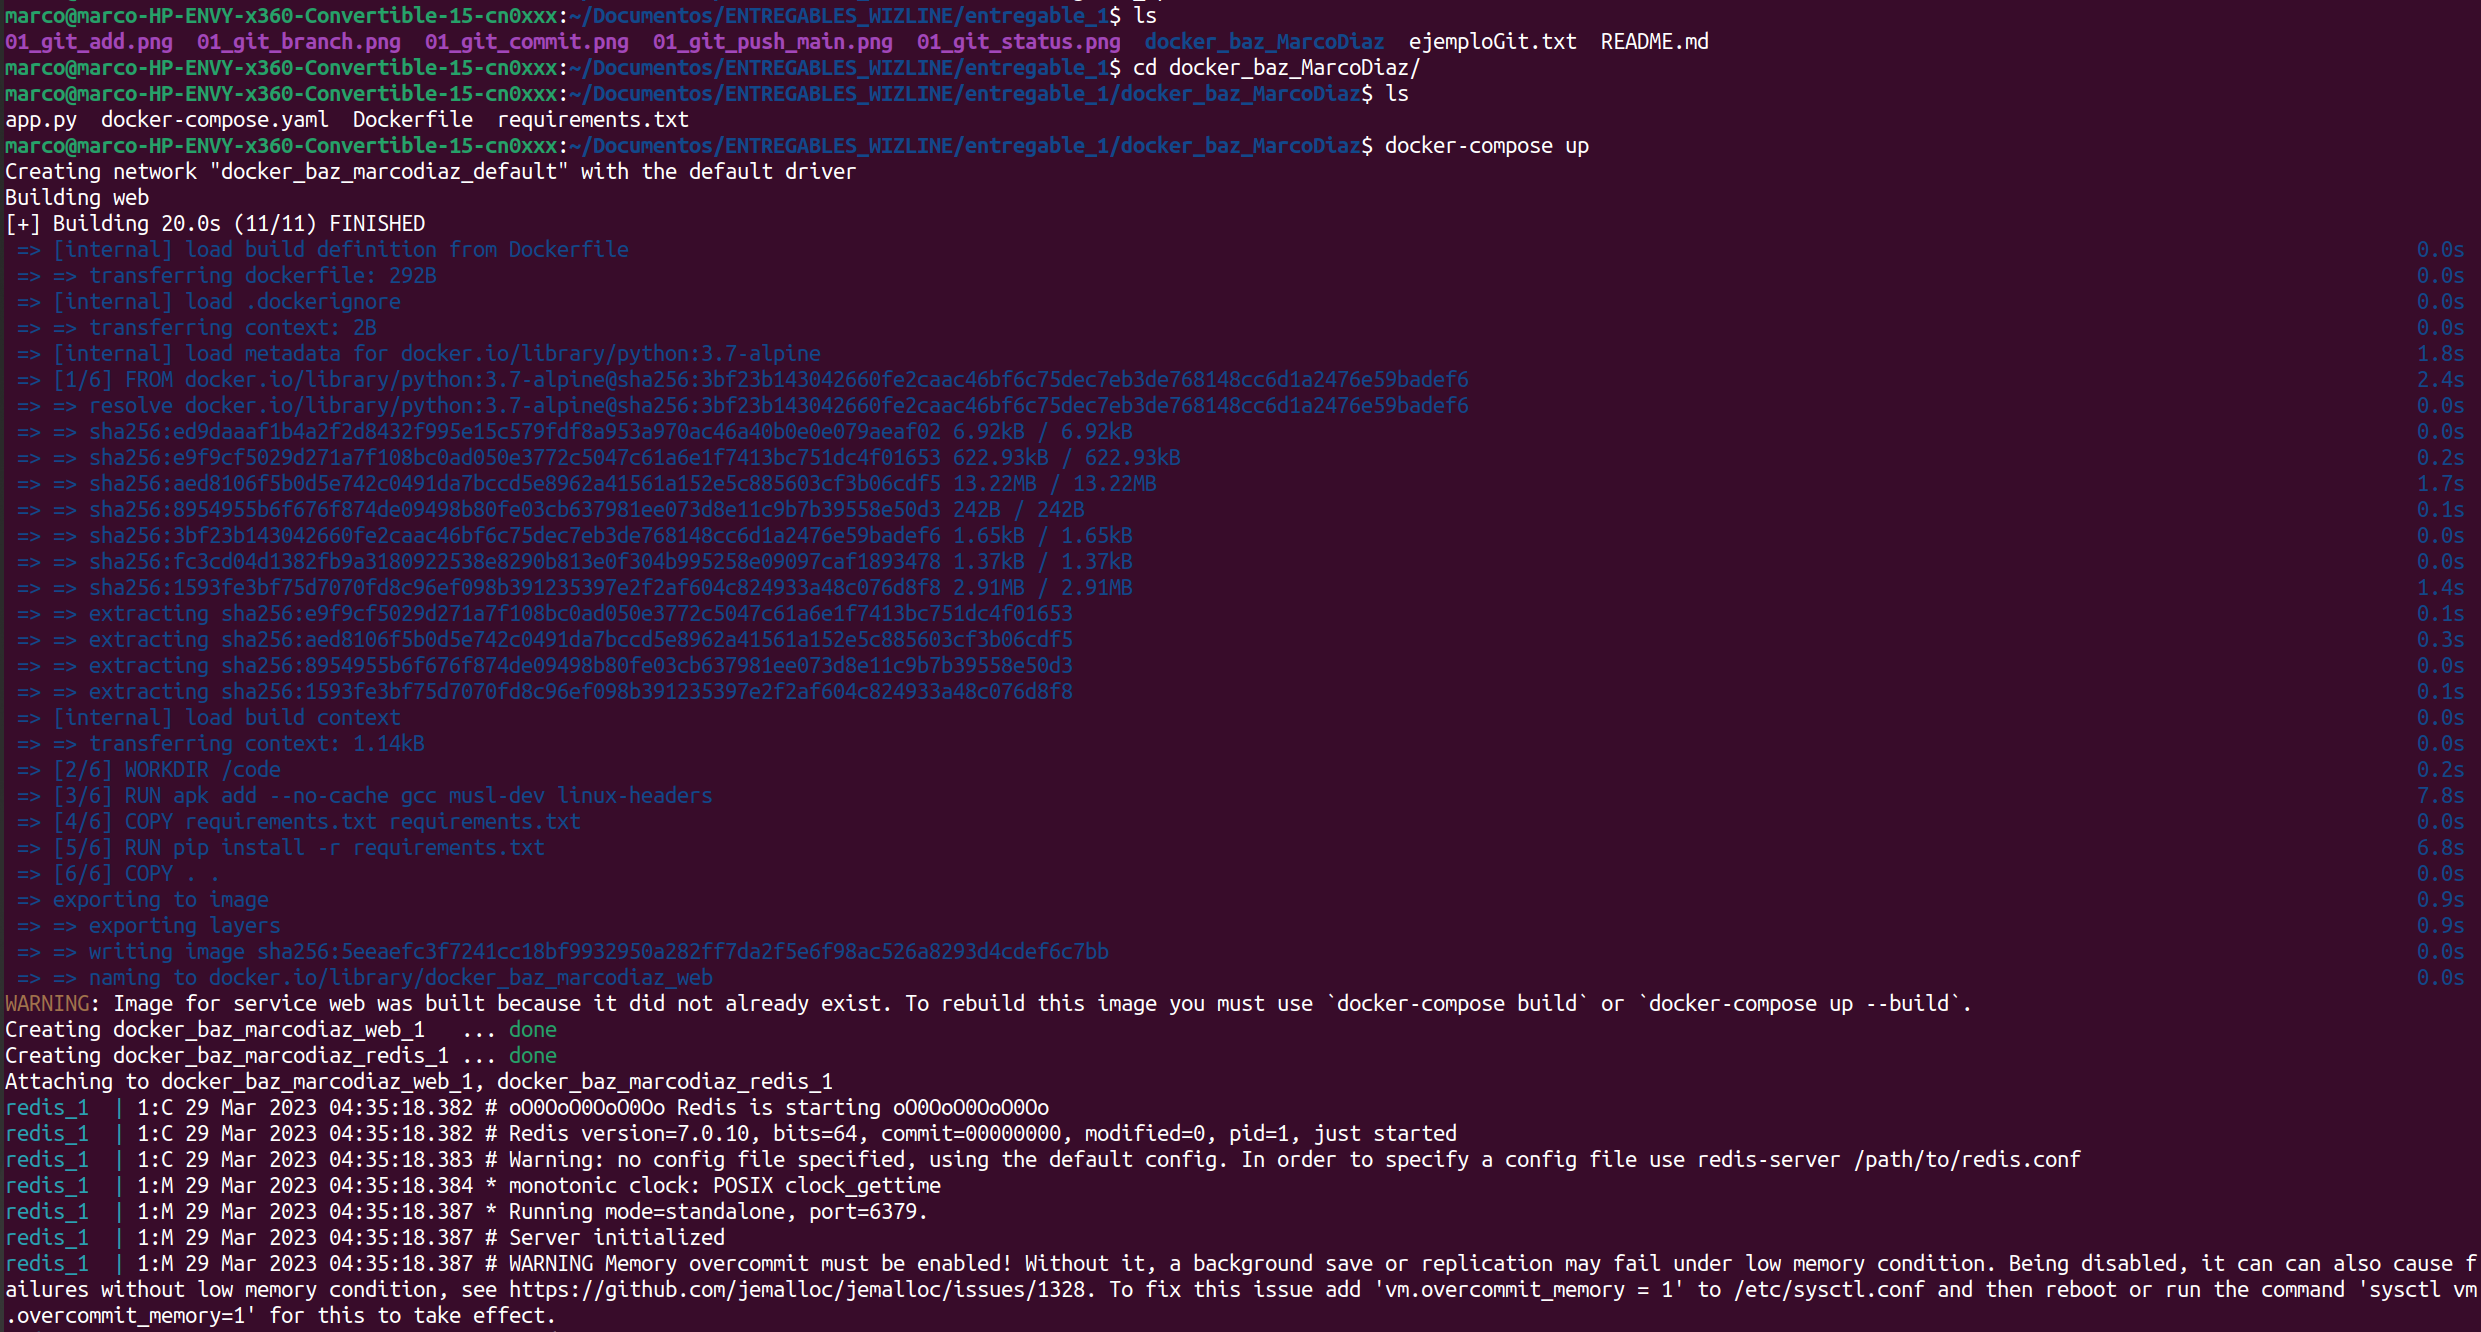 marco@marco-HP-ENVY-x360-Convertible-15-cn0xxx:~/Documentos/ENTREGABLES_WIZLINE/entregable_1$ ls
01_git_add.png  01_git_branch.png  01_git_commit.png  01_git_push_main.png  01_git_status.png  docker_baz_MarcoDiaz  ejemploGit.txt  README.md
marco@marco-HP-ENVY-x360-Convertible-15-cn0xxx:~/Documentos/ENTREGABLES_WIZLINE/entregable_1$ cd docker_baz_MarcoDiaz/
marco@marco-HP-ENVY-x360-Convertible-15-cn0xxx:~/Documentos/ENTREGABLES_WIZLINE/entregable_1/docker_baz_MarcoDiaz$ ls
app.py  docker-compose.yaml  Dockerfile  requirements.txt
marco@marco-HP-ENVY-x360-Convertible-15-cn0xxx:~/Documentos/ENTREGABLES_WIZLINE/entregable_1/docker_baz_MarcoDiaz$ docker-compose up
Creating network "docker_baz_marcodiaz_default" with the default driver
Building web
[+] Building 20.0s (11/11) FINISHED
 => [internal] load build definition from Dockerfile 0.0s
 => => transferring dockerfile: 292B 0.0s
 => [internal] load .dockerignore 0.0s
 => => transferring context: 2B 0.0s
 => [internal] load metadata for docker.io/library/python:3.7-alpine 1.8s
 => [1/6] FROM docker.io/library/python:3.7-alpine@sha256:3bf23b143042660fe2caac46bf6c75dec7eb3de768148cc6d1a2476e59badef6 2.4s
 => => resolve docker.io/library/python:3.7-alpine@sha256:3bf23b143042660fe2caac46bf6c75dec7eb3de768148cc6d1a2476e59badef6 0.0s
 => => sha256:ed9daaaf1b4a2f2d8432f995e15c579fdf8a953a970ac46a40b0e0e079aeaf02 6.92kB / 6.92kB 0.0s
 => => sha256:e9f9cf5029d271a7f108bc0ad050e3772c5047c61a6e1f7413bc751dc4f01653 622.93kB / 622.93kB 0.2s
 => => sha256:aed8106f5b0d5e742c0491da7bccd5e8962a41561a152e5c885603cf3b06cdf5 13.22MB / 13.22MB 1.7s
 => => sha256:8954955b6f676f874de09498b80fe03cb637981ee073d8e11c9b7b39558e50d3 242B / 242B 0.1s
 => => sha256:3bf23b143042660fe2caac46bf6c75dec7eb3de768148cc6d1a2476e59badef6 1.65kB / 1.65kB 0.0s
 => => sha256:fc3cd04d1382fb9a3180922538e8290b813e0f304b995258e09097caf1893478 1.37kB / 1.37kB 0.0s
 => => sha256:1593fe3bf75d7070fd8c96ef098b391235397e2f2af604c824933a48c076d8f8 2.91MB / 2.91MB 1.4s
 => => extracting sha256:e9f9cf5029d271a7f108bc0ad050e3772c5047c61a6e1f7413bc751dc4f01653 0.1s
 => => extracting sha256:aed8106f5b0d5e742c0491da7bccd5e8962a41561a152e5c885603cf3b06cdf5 0.3s
 => => extracting sha256:8954955b6f676f874de09498b80fe03cb637981ee073d8e11c9b7b39558e50d3 0.0s
 => => extracting sha256:1593fe3bf75d7070fd8c96ef098b391235397e2f2af604c824933a48c076d8f8 0.1s
 => [internal] load build context 0.0s
 => => transferring context: 1.14kB 0.0s
 => [2/6] WORKDIR /code 0.2s
 => [3/6] RUN apk add --no-cache gcc musl-dev linux-headers 7.8s
 => [4/6] COPY requirements.txt requirements.txt 0.0s
 => [5/6] RUN pip install -r requirements.txt 6.8s
 => [6/6] COPY . . 0.0s
 => exporting to image 0.9s
 => => exporting layers 0.9s
 => => writing image sha256:5eeaefc3f7241cc18bf9932950a282ff7da2f5e6f98ac526a8293d4cdef6c7bb 0.0s
 => => naming to docker.io/library/docker_baz_marcodiaz_web 0.0s
WARNING: Image for service web was built because it did not already exist. To rebuild this image you must use `docker-compose build` or `docker-compose up --build`.
Creating docker_baz_marcodiaz_web_1   ... done
Creating docker_baz_marcodiaz_redis_1 ... done
Attaching to docker_baz_marcodiaz_web_1, docker_baz_marcodiaz_redis_1
redis_1  | 1:C 29 Mar 2023 04:35:18.382 # oO0OoO0OoO0Oo Redis is starting oO0OoO0OoO0Oo
redis_1  | 1:C 29 Mar 2023 04:35:18.382 # Redis version=7.0.10, bits=64, commit=00000000, modified=0, pid=1, just started
redis_1  | 1:C 29 Mar 2023 04:35:18.383 # Warning: no config file specified, using the default config. In order to specify a config file use redis-server /path/to/redis.conf
redis_1  | 1:M 29 Mar 2023 04:35:18.384 * monotonic clock: POSIX clock_gettime
redis_1  | 1:M 29 Mar 2023 04:35:18.387 * Running mode=standalone, port=6379.
redis_1  | 1:M 29 Mar 2023 04:35:18.387 # Server initialized
redis_1  | 1:M 29 Mar 2023 04:35:18.387 # WARNING Memory overcommit must be enabled! Without it, a background save or replication may fail under low memory condition. Being disabled, it can can also cause f
ailures without low memory condition, see https://github.com/jemalloc/jemalloc/issues/1328. To fix this issue add 'vm.overcommit_memory = 1' to /etc/sysctl.conf and then reboot or run the command 'sysctl vm
.overcommit_memory=1' for this to take effect.